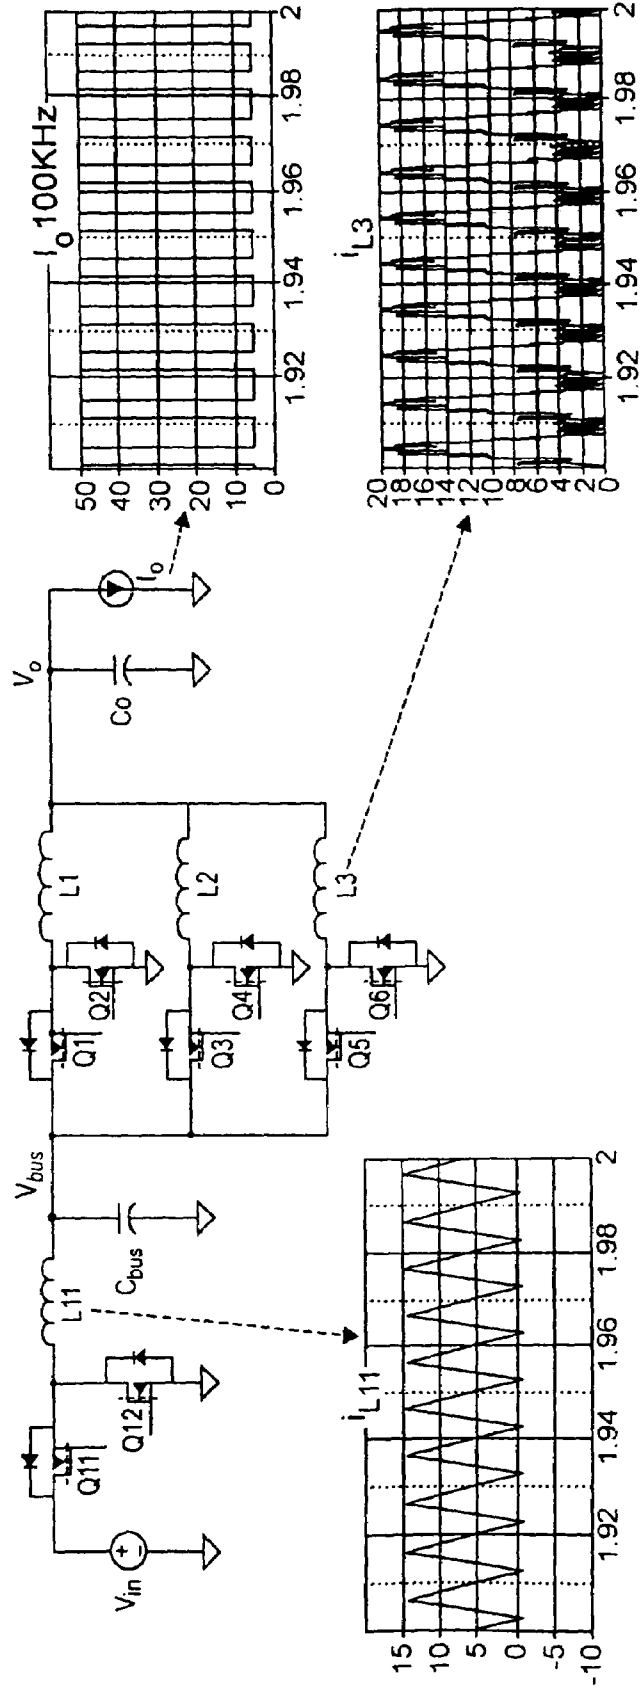 V_in
Q11
Q12
L11
C_bus
V_bus
Q1
Q2
L1
Q3
Q4
L2
Q5
Q6
L3
V_o
Co
I_o
i_L11
15
10
5
0
-5
-10
1.92
1.94
1.96
1.98
2
I_o 100KHz
50
40
30
20
10
0
1.92
1.94
1.96
1.98
2
i_L3
20
18
16
14
12
10
8
6
4
2
0
1.92
1.94
1.96
1.98
2